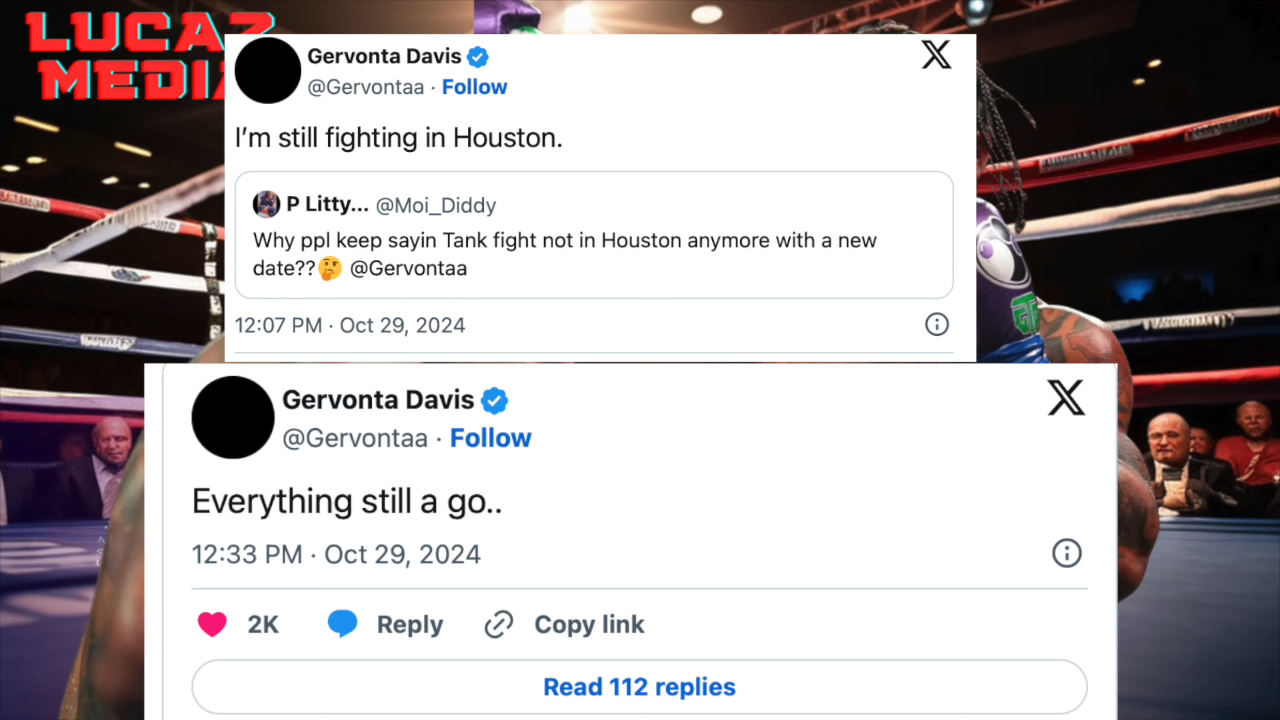 LUCAZ
MEDIA
Gervonta Davis
@Gervontaa · Follow
I’m still fighting in Houston.
P Litty... @Moi_Diddy
Why ppl keep sayin Tank fight not in Houston anymore with a new
date??🤔 @Gervontaa
12:07 PM · Oct 29, 2024
Gervonta Davis
@Gervontaa · Follow
Everything still a go..
12:33 PM · Oct 29, 2024
2K Reply Copy link
Read 112 replies